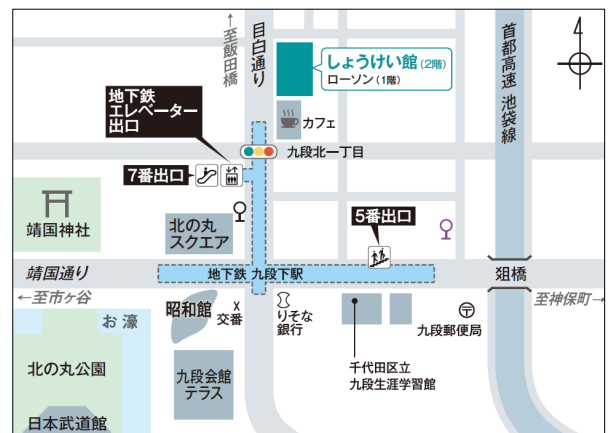 ←至飯田橋
目白通り
しょうけい館(2階)
ローソン(1階)
首都高速 池袋線
4
地下鉄
エレベーター
出口
カフェ
九段北一丁目
7番出口
靖国神社
北の丸
スクエア
5番出口
靖国通り
地下鉄 九段下駅
俎橋
←至市ヶ谷
至神保町→
お濠
昭和館
x
交番
りそな
銀行
〒
九段郵便局
北の丸公園
九段会館
テラス
千代田区立
九段生涯学習館
日本武道館